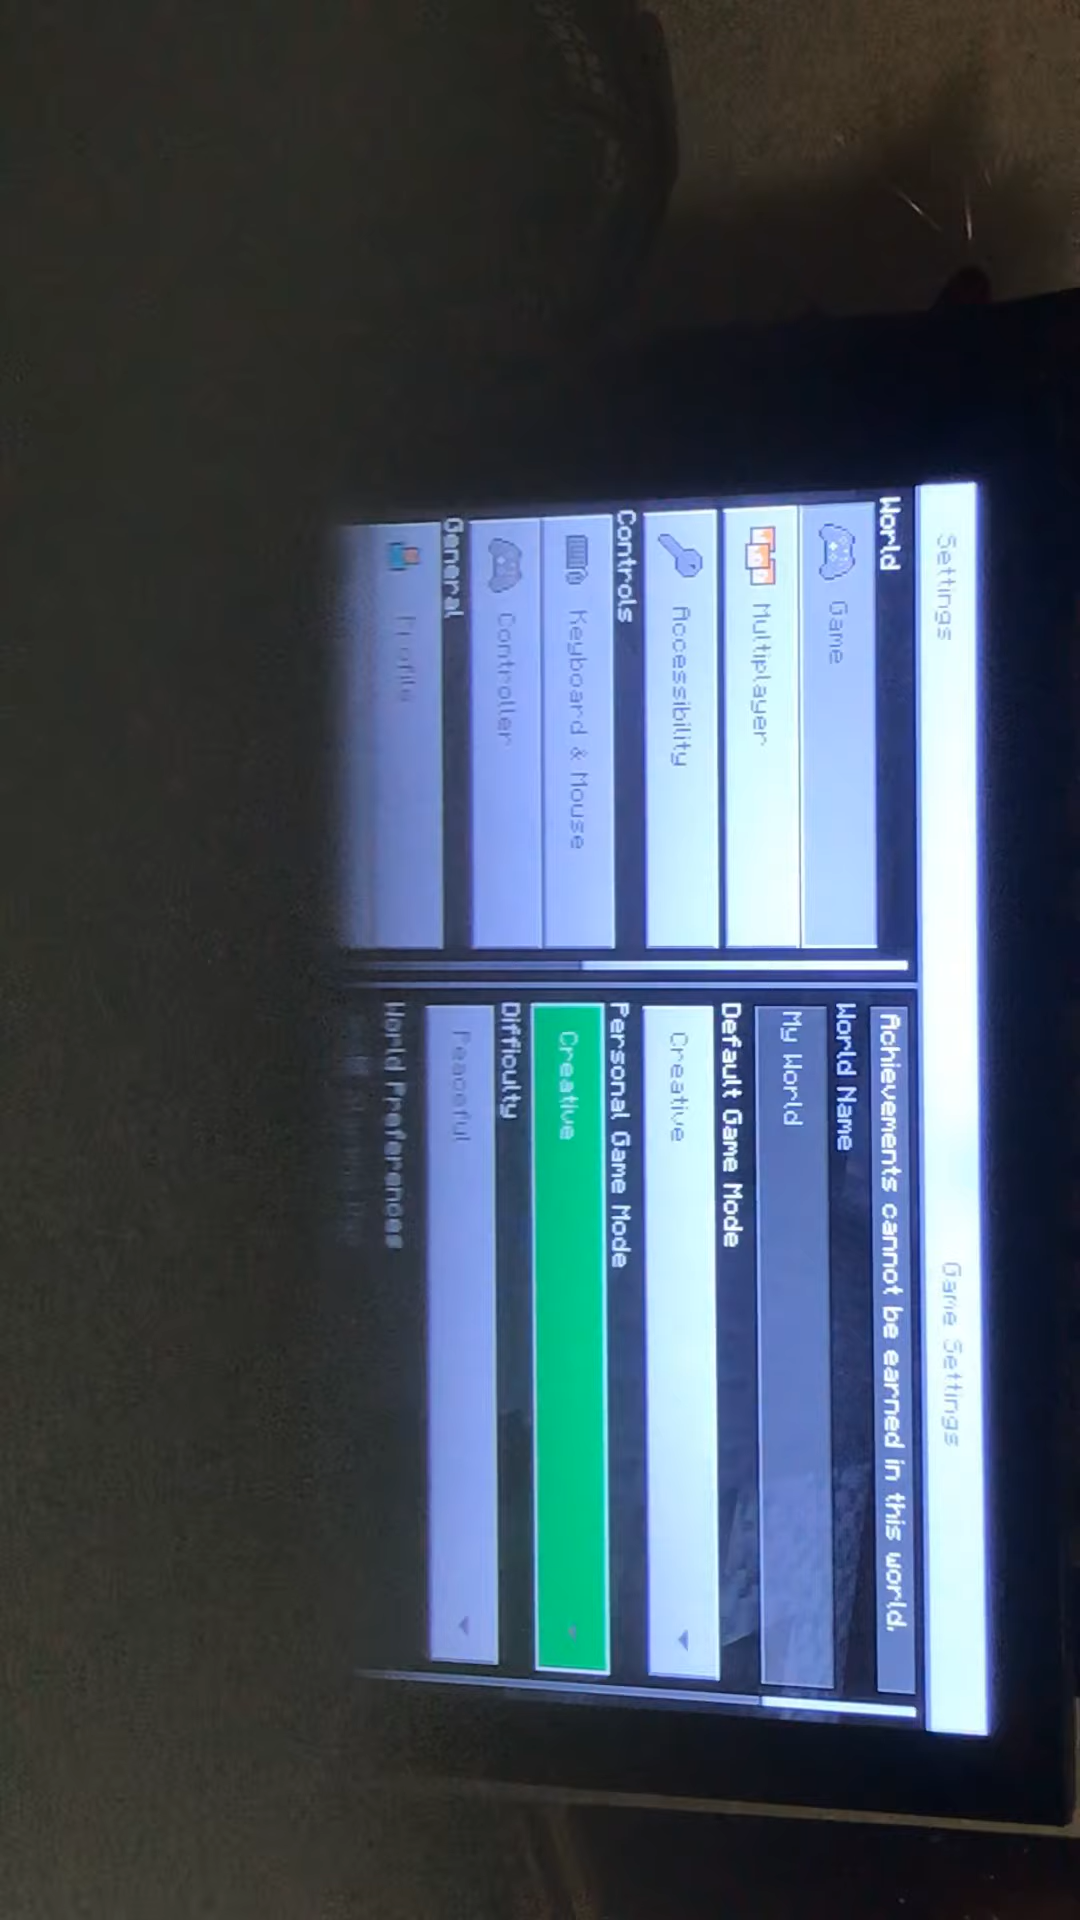 Settings
Game Settings
World
Game
Multiplayer
Accessibility
Controls
Keyboard & Mouse
Controller
General
Profile
Achievements cannot be earned in this world.
World Name
My World
Default Game Mode
Creative
Personal Game Mode
Creative
Difficulty
Peaceful
World Preferences